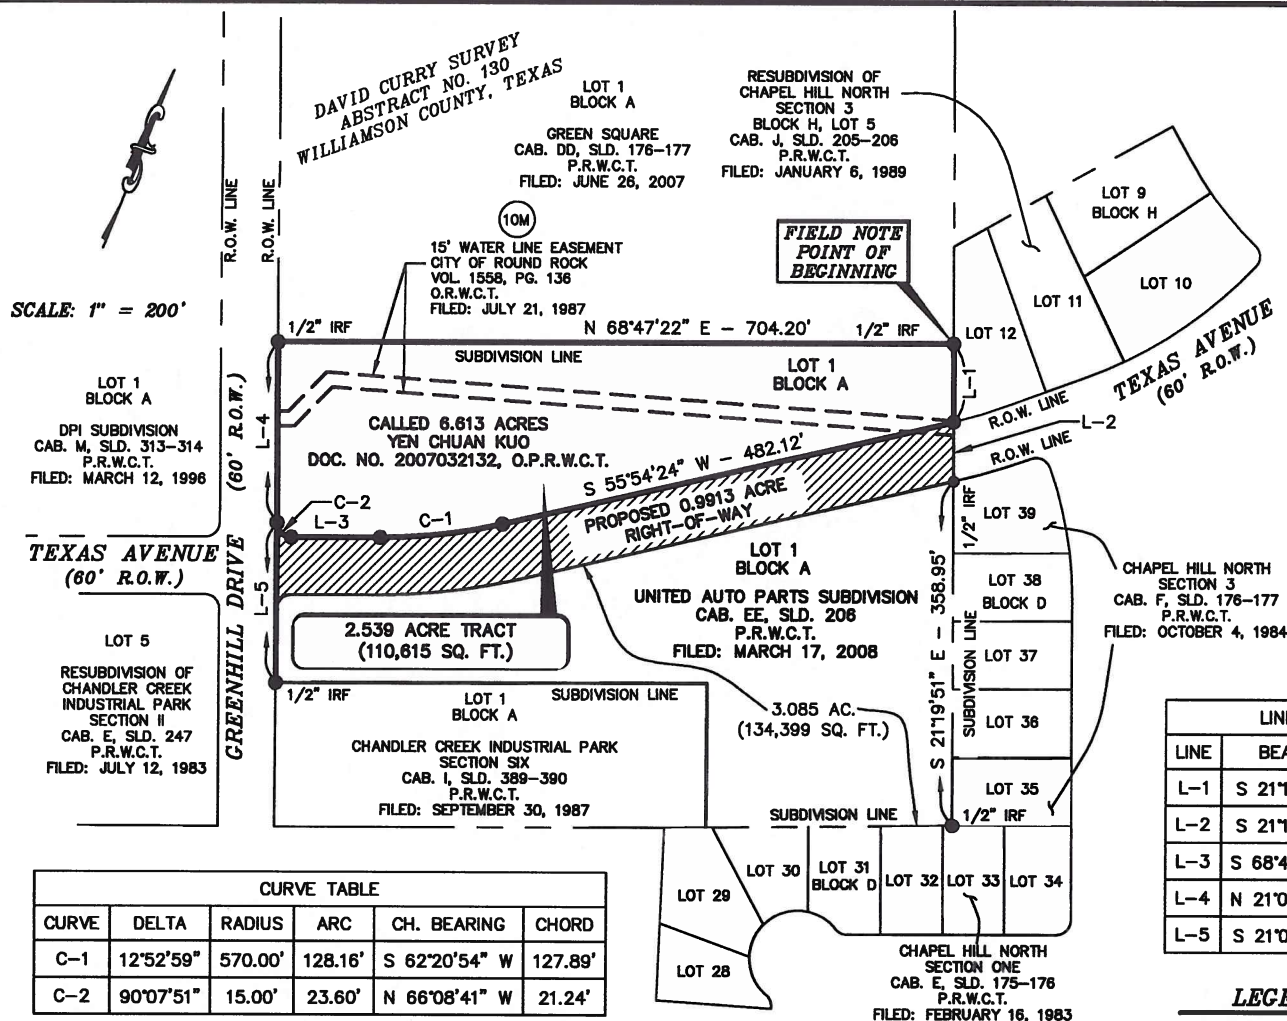 DAVID CURRY SURVEY
ABSTRACT NO. 130
WILLIAMSON COUNTY, TEXAS
LOT 1
BLOCK A
GREEN SQUARE
CAB. DD, SLD. 176-177
P.R.W.C.T.
FILED: JUNE 26, 2007
RESUBDIVISION OF
CHAPEL HILL NORTH
SECTION 3
BLOCK H, LOT 5
CAB. J, SLD. 205-206
P.R.W.C.T.
FILED: JANUARY 6, 1989
R.O.W. LINE
R.O.W. LINE
LOT 9
BLOCK H
LOT 10
LOT 11
LOT 12
10M
15' WATER LINE EASEMENT
CITY OF ROUND ROCK
VOL. 1558, PG. 136
O.R.W.C.T.
FILED: JULY 21, 1987
FIELD NOTE
POINT OF
BEGINNING
SCALE: 1" = 200'
1/2" IRF
N 68°47'22" E - 704.20'
1/2" IRF
SUBDIVISION LINE
LOT 1
BLOCK A
L-1
TEXAS AVENUE
(60' R.O.W.)
R.O.W. LINE
L-2
R.O.W. LINE
LOT 1
BLOCK A
DPI SUBDIVISION
CAB. M, SLD. 313-314
P.R.W.C.T.
FILED: MARCH 12, 1996
(60' R.O.W.)
L-4
CALLED 6.613 ACRES
YEN CHUAN KUO
DOC. NO. 2007032132, O.P.R.W.C.T.
S 55°54'24" W - 482.12'
C-2
L-3
C-1
PROPOSED 0.9913 ACRE
RIGHT-OF-WAY
1/2" IRF
LOT 39
TEXAS AVENUE
(60' R.O.W.)
GREENHILL DRIVE
L-5
LOT 1
BLOCK A
UNITED AUTO PARTS SUBDIVISION
CAB. EE, SLD. 206
P.R.W.C.T.
FILED: MARCH 17, 2008
S 21°19'51" E - 358.95'
SUBDIVISION LINE
LOT 38
BLOCK D
LOT 37
LOT 36
LOT 35
CHAPEL HILL NORTH
SECTION 3
CAB. F, SLD. 176-177
P.R.W.C.T.
FILED: OCTOBER 4, 1984
2.539 ACRE TRACT
(110,615 SQ. FT.)
LOT 5
RESUBDIVISION OF
CHANDLER CREEK
INDUSTRIAL PARK
SECTION II
CAB. E, SLD. 247
P.R.W.C.T.
FILED: JULY 12, 1983
1/2" IRF
LOT 1
BLOCK A
SUBDIVISION LINE
CHANDLER CREEK INDUSTRIAL PARK
SECTION SIX
CAB. I, SLD. 389-390
P.R.W.C.T.
FILED: SEPTEMBER 30, 1987
3.085 AC.
(134,399 SQ. FT.)
SUBDIVISION LINE
1/2" IRF
LOT 28
LOT 29
LOT 30
LOT 31
BLOCK D
LOT 32
LOT 33
LOT 34
CHAPEL HILL NORTH
SECTION ONE
CAB. E, SLD. 175-176
P.R.W.C.T.
FILED: FEBRUARY 16, 1983
CURVE TABLE
CURVE DELTA RADIUS ARC CH. BEARING CHORD
C-1 12°52'59" 570.00' 128.16' S 62°20'54" W 127.89'
C-2 90°07'51" 15.00' 23.60' N 66°08'41" W 21.24'
LIN
LINE BEA
L-1 S 21°1
L-2 S 21°1
L-3 S 68°4
L-4 N 21°0
L-5 S 21°0
LEGE